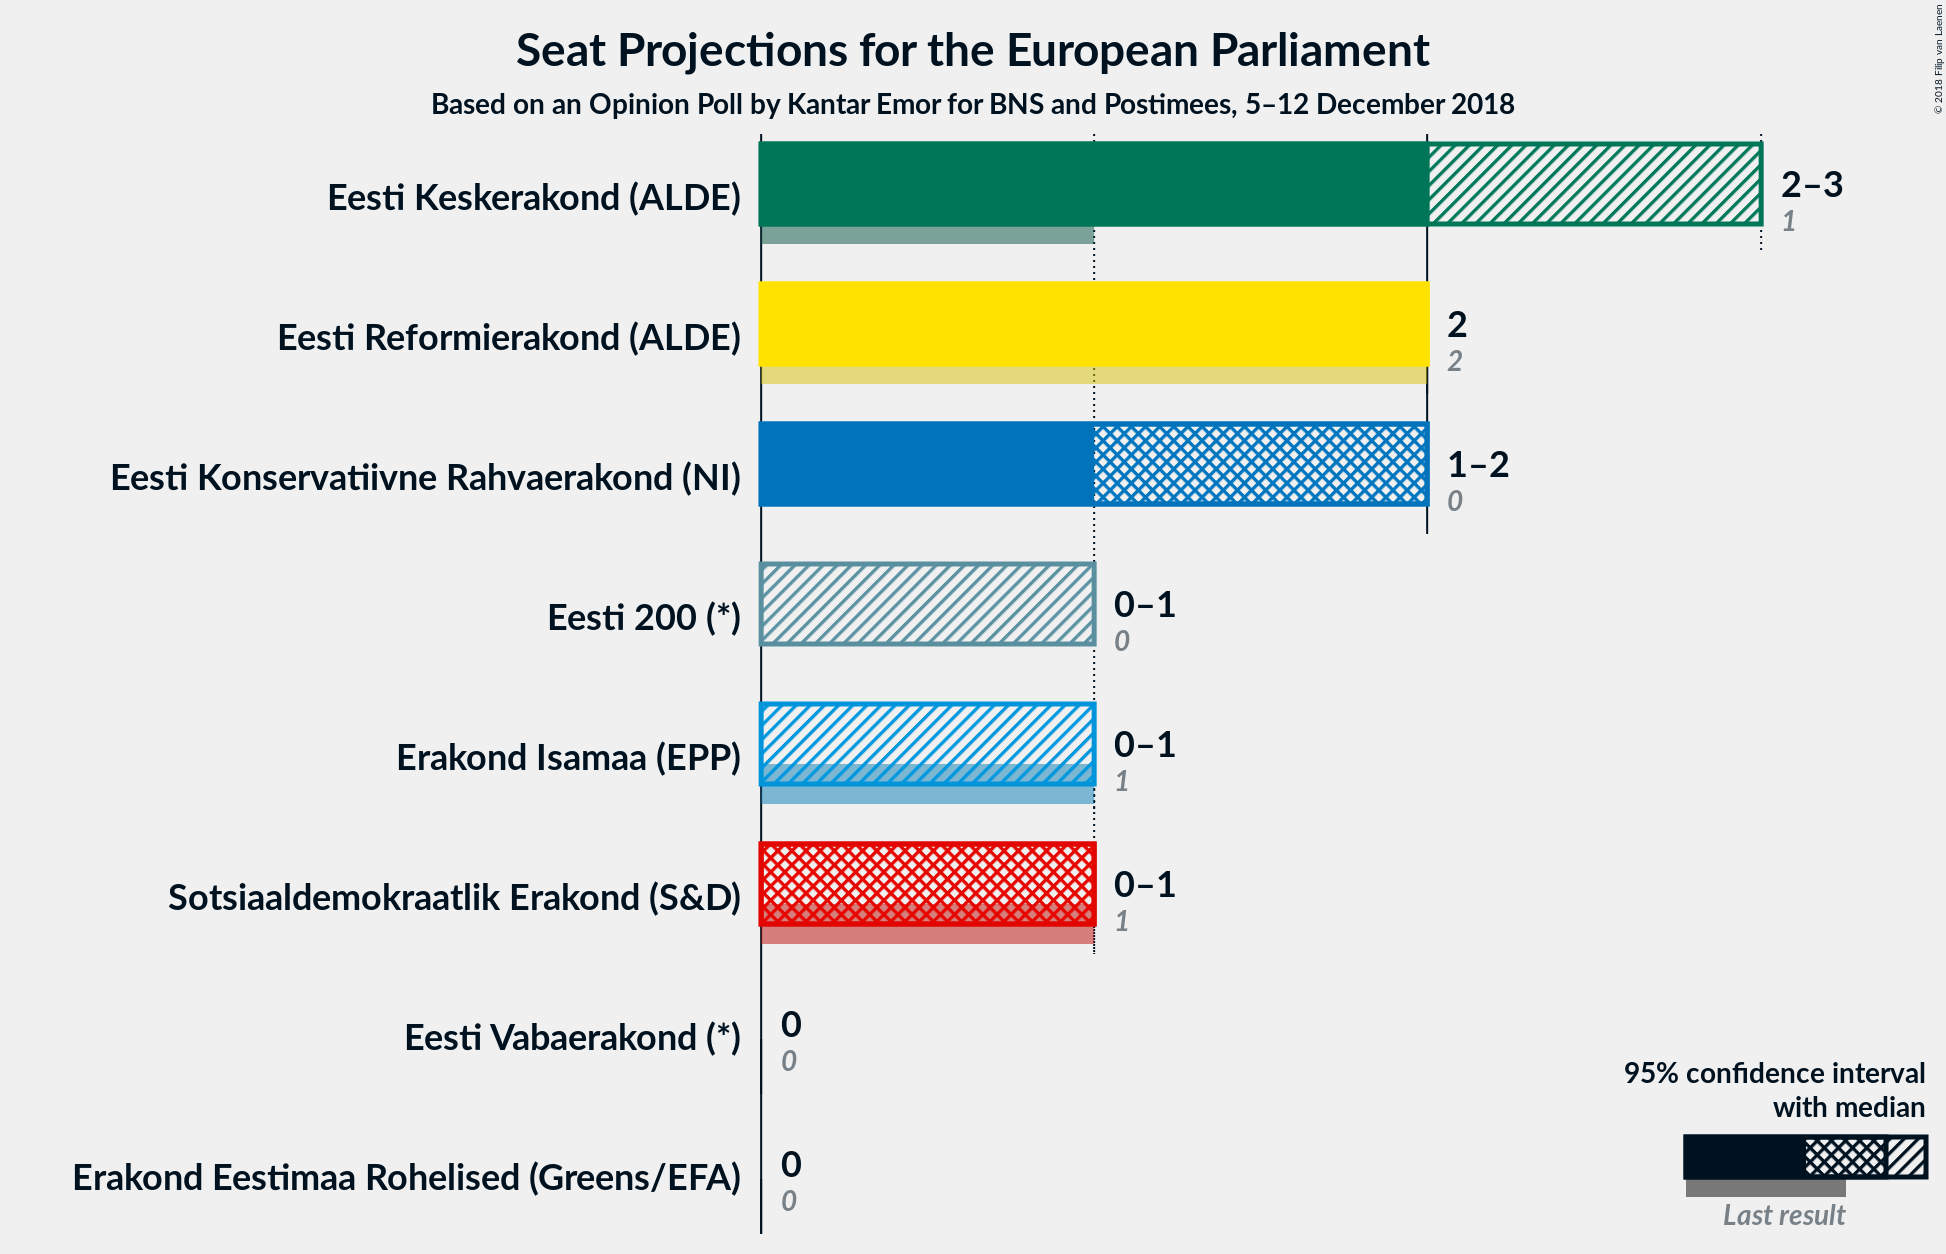 Seat Projections for the European Parliament
Based on an Opinion Poll by Kantar Emor for BNS and Postimees, 5–12 December 2018
© 2018 Filip van Laenen
Eesti Keskerakond (ALDE)
2–3
1
Eesti Reformierakond (ALDE)
2
2
Eesti Konservatiivne Rahvaerakond (NI)
1–2
0
Eesti 200 (*)
0–1
0
Erakond Isamaa (EPP)
0–1
1
Sotsiaaldemokraatlik Erakond (S&D)
0–1
1
Eesti Vabaerakond (*)
0
0
Erakond Eestimaa Rohelised (Greens/EFA)
0
0
95% confidence interval
with median
Last result